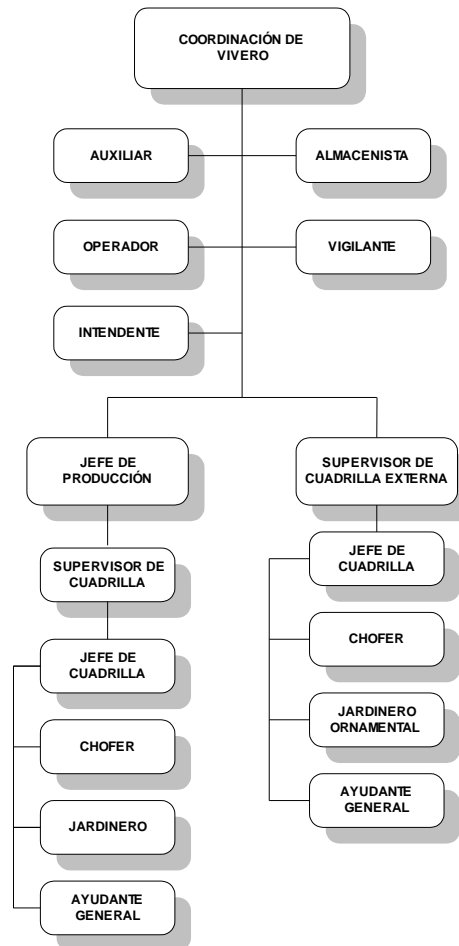 COORDINACIÓN DE
VIVERO
AUXILIAR
ALMACENISTA
OPERADOR
VIGILANTE
INTENDENTE
JEFE DE
PRODUCCIÓN
SUPERVISOR DE
CUADRILLA
JEFE DE
CUADRILLA
CHOFER
JARDINERO
AYUDANTE
GENERAL
SUPERVISOR DE
CUADRILLA EXTERNA
JEFE DE
CUADRILLA
CHOFER
JARDINERO
ORNAMENTAL
AYUDANTE
GENERAL